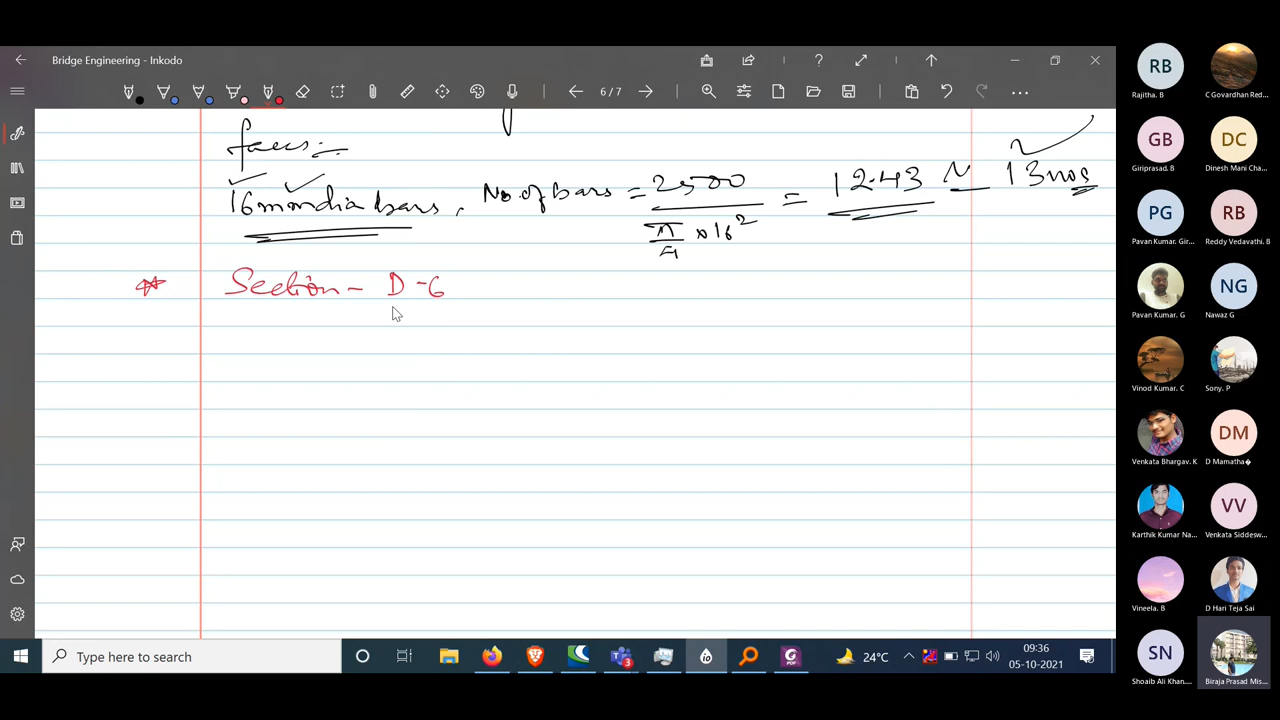 Bridge Engineering - Inkodo
6/7
faces:-
16mm dia bars, No. of bars = 2500 / (π/4 × 16²) = 12.43 ≈ 13 nos
Section - D-G
Type here to search
24°C
09:36
05-10-2021
RB
Rajitha. B
C Govardhan Red...
GB
Giriprasad, B
DC
Dinesh Mani Cha...
PG
Pavan Kumar. Gir...
RB
Reddy Vedavathi. B
Pavan Kumar. G
NG
Nawaz G
Vinod Kumar. C
Sony. P
Venkata Bhargav. K
DM
D Mamatha�
Karthik Kumar Na...
VV
Venkata Siddesw...
Vineela. B
D Hari Teja Sai
SN
Shoaib Ali Khan....
Biraja Prasad Mis...